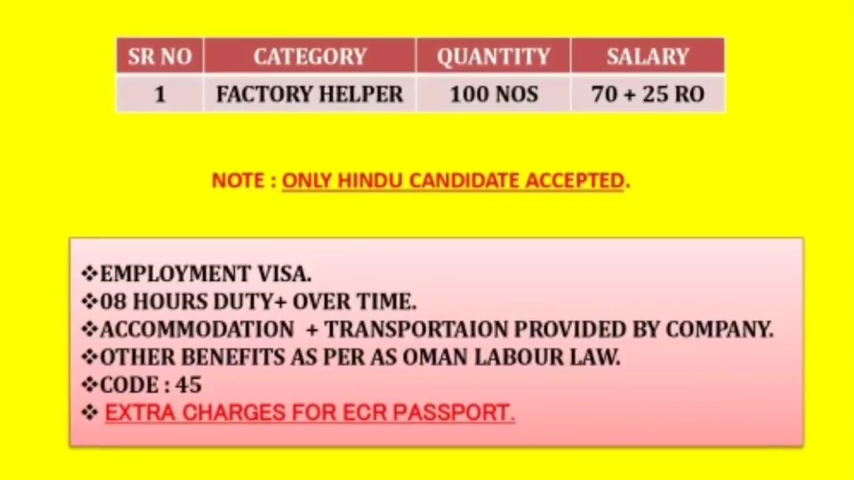 SR NO CATEGORY QUANTITY SALARY
1 FACTORY HELPER 100 NOS 70 + 25 RO
NOTE : ONLY HINDU CANDIDATE ACCEPTED.
❖EMPLOYMENT VISA.
❖08 HOURS DUTY+ OVER TIME.
❖ACCOMMODATION + TRANSPORTAION PROVIDED BY COMPANY.
❖OTHER BENEFITS AS PER AS OMAN LABOUR LAW.
❖CODE : 45
❖ EXTRA CHARGES FOR ECR PASSPORT.